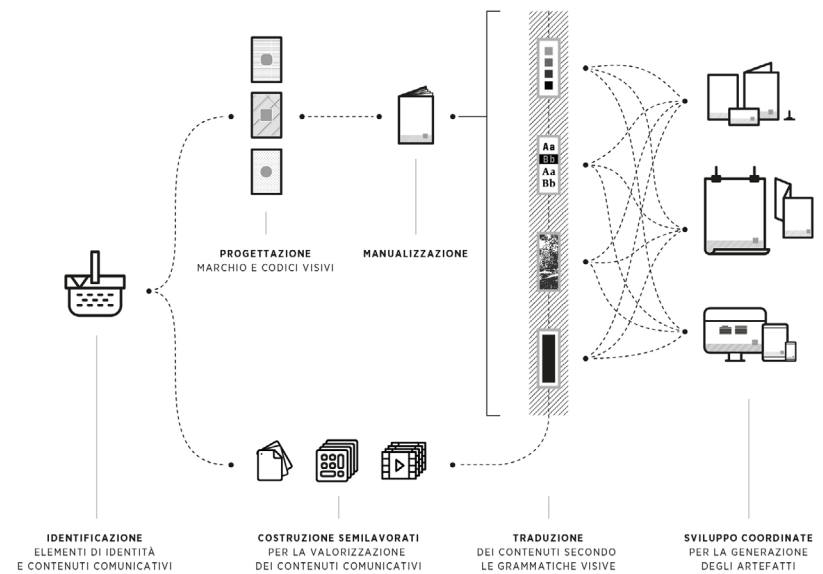 Aa
Bb
Aa
Bb
PROGETTAZIONE
MARCHIO E CODICI VISIVI
MANUALIZZAZIONE
IDENTIFICAZIONE
ELEMENTI DI IDENTITÀ
E CONTENUTI COMUNICATIVI
COSTRUZIONE SEMILAVORATI
PER LA VALORIZZAZIONE
DEI CONTENUTI COMUNICATIVI
TRADUZIONE
DEI CONTENUTI SECONDO
LE GRAMMATICHE VISIVE
SVILUPPO COORDINATE
PER LA GENERAZIONE
DEGLI ARTEFATTI